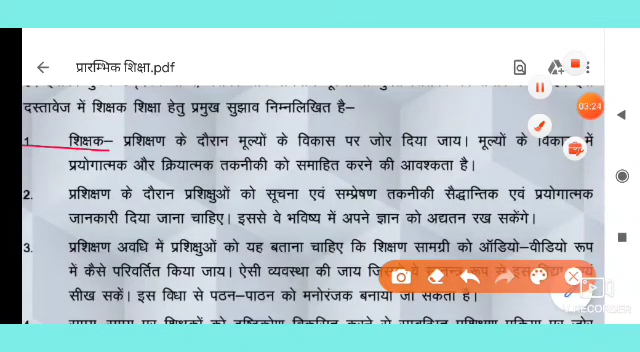 प्रारम्भिक शिक्षा.pdf
03:24
दस्तावेज में शिक्षक शिक्षा हेतु प्रमुख सुझाव निम्नलिखित है–
1. शिक्षक– प्रशिक्षण के दौरान मूल्यों के विकास पर जोर दिया जाय। मूल्यों के विकास में
प्रयोगात्मक और क्रियात्मक तकनीकी को समाहित करने की आवश्कता है।
2. प्रशिक्षण के दौरान प्रशिक्षुओं को सूचना एवं सम्प्रेषण तकनीकी सैद्धान्तिक एवं प्रयोगात्मक
जानकारी दिया जाना चाहिए। इससे वे भविष्य में अपने ज्ञान को अद्यतन रख सकेंगे।
3. प्रशिक्षण अवधि में प्रशिक्षुओं को यह बताना चाहिए कि शिक्षण सामग्री को ऑडियो–वीडियो रूप
में कैसे परिवर्तित किया जाय। ऐसी व्यवस्था की जाय
सीख सकें। इस विधा से पठन–पाठन को मनोरंजक बनाया जा सकता है।